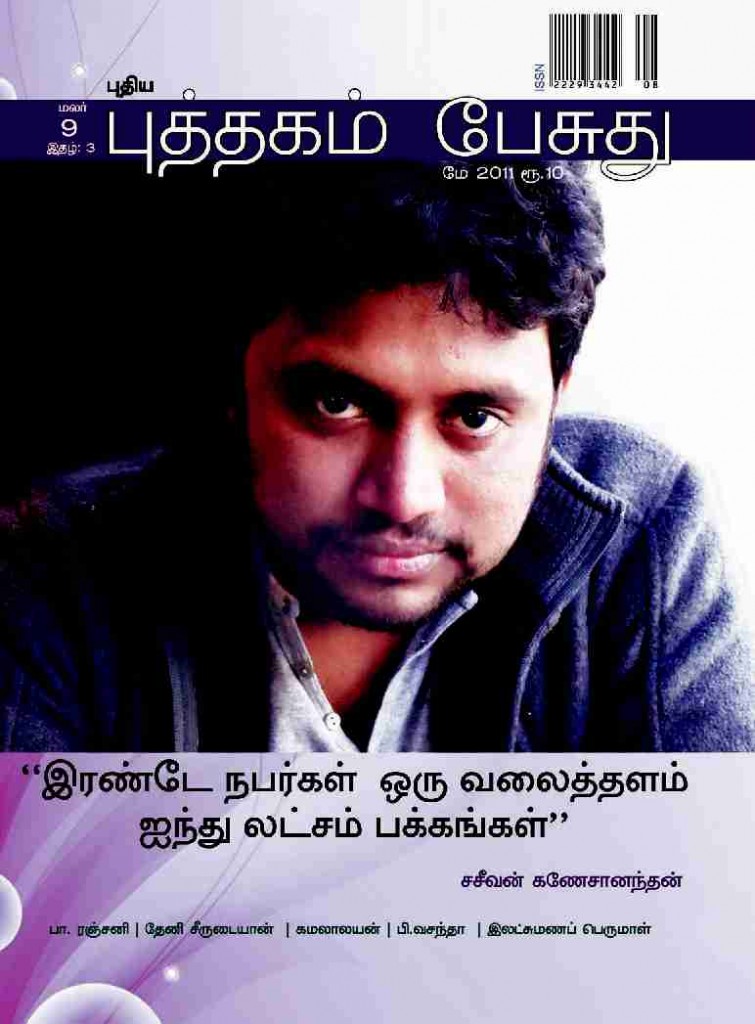 ISSN
2229 3442
08
புதிய
மலர்
9
இதழ்: 3
புத்தகம் பேசுது
மே 2011 ரூ.10
“இரண்டே நபர்கள் ஒரு வலைத்தளம்
ஐந்து லட்சம் பக்கங்கள்”
சசீவன் கணேசானந்தன்
பா. ரஞ்சனி | தேனி சீருடையான் | கமலாலயன் | பி.வசந்தா | இலட்சுமணப் பெருமாள்